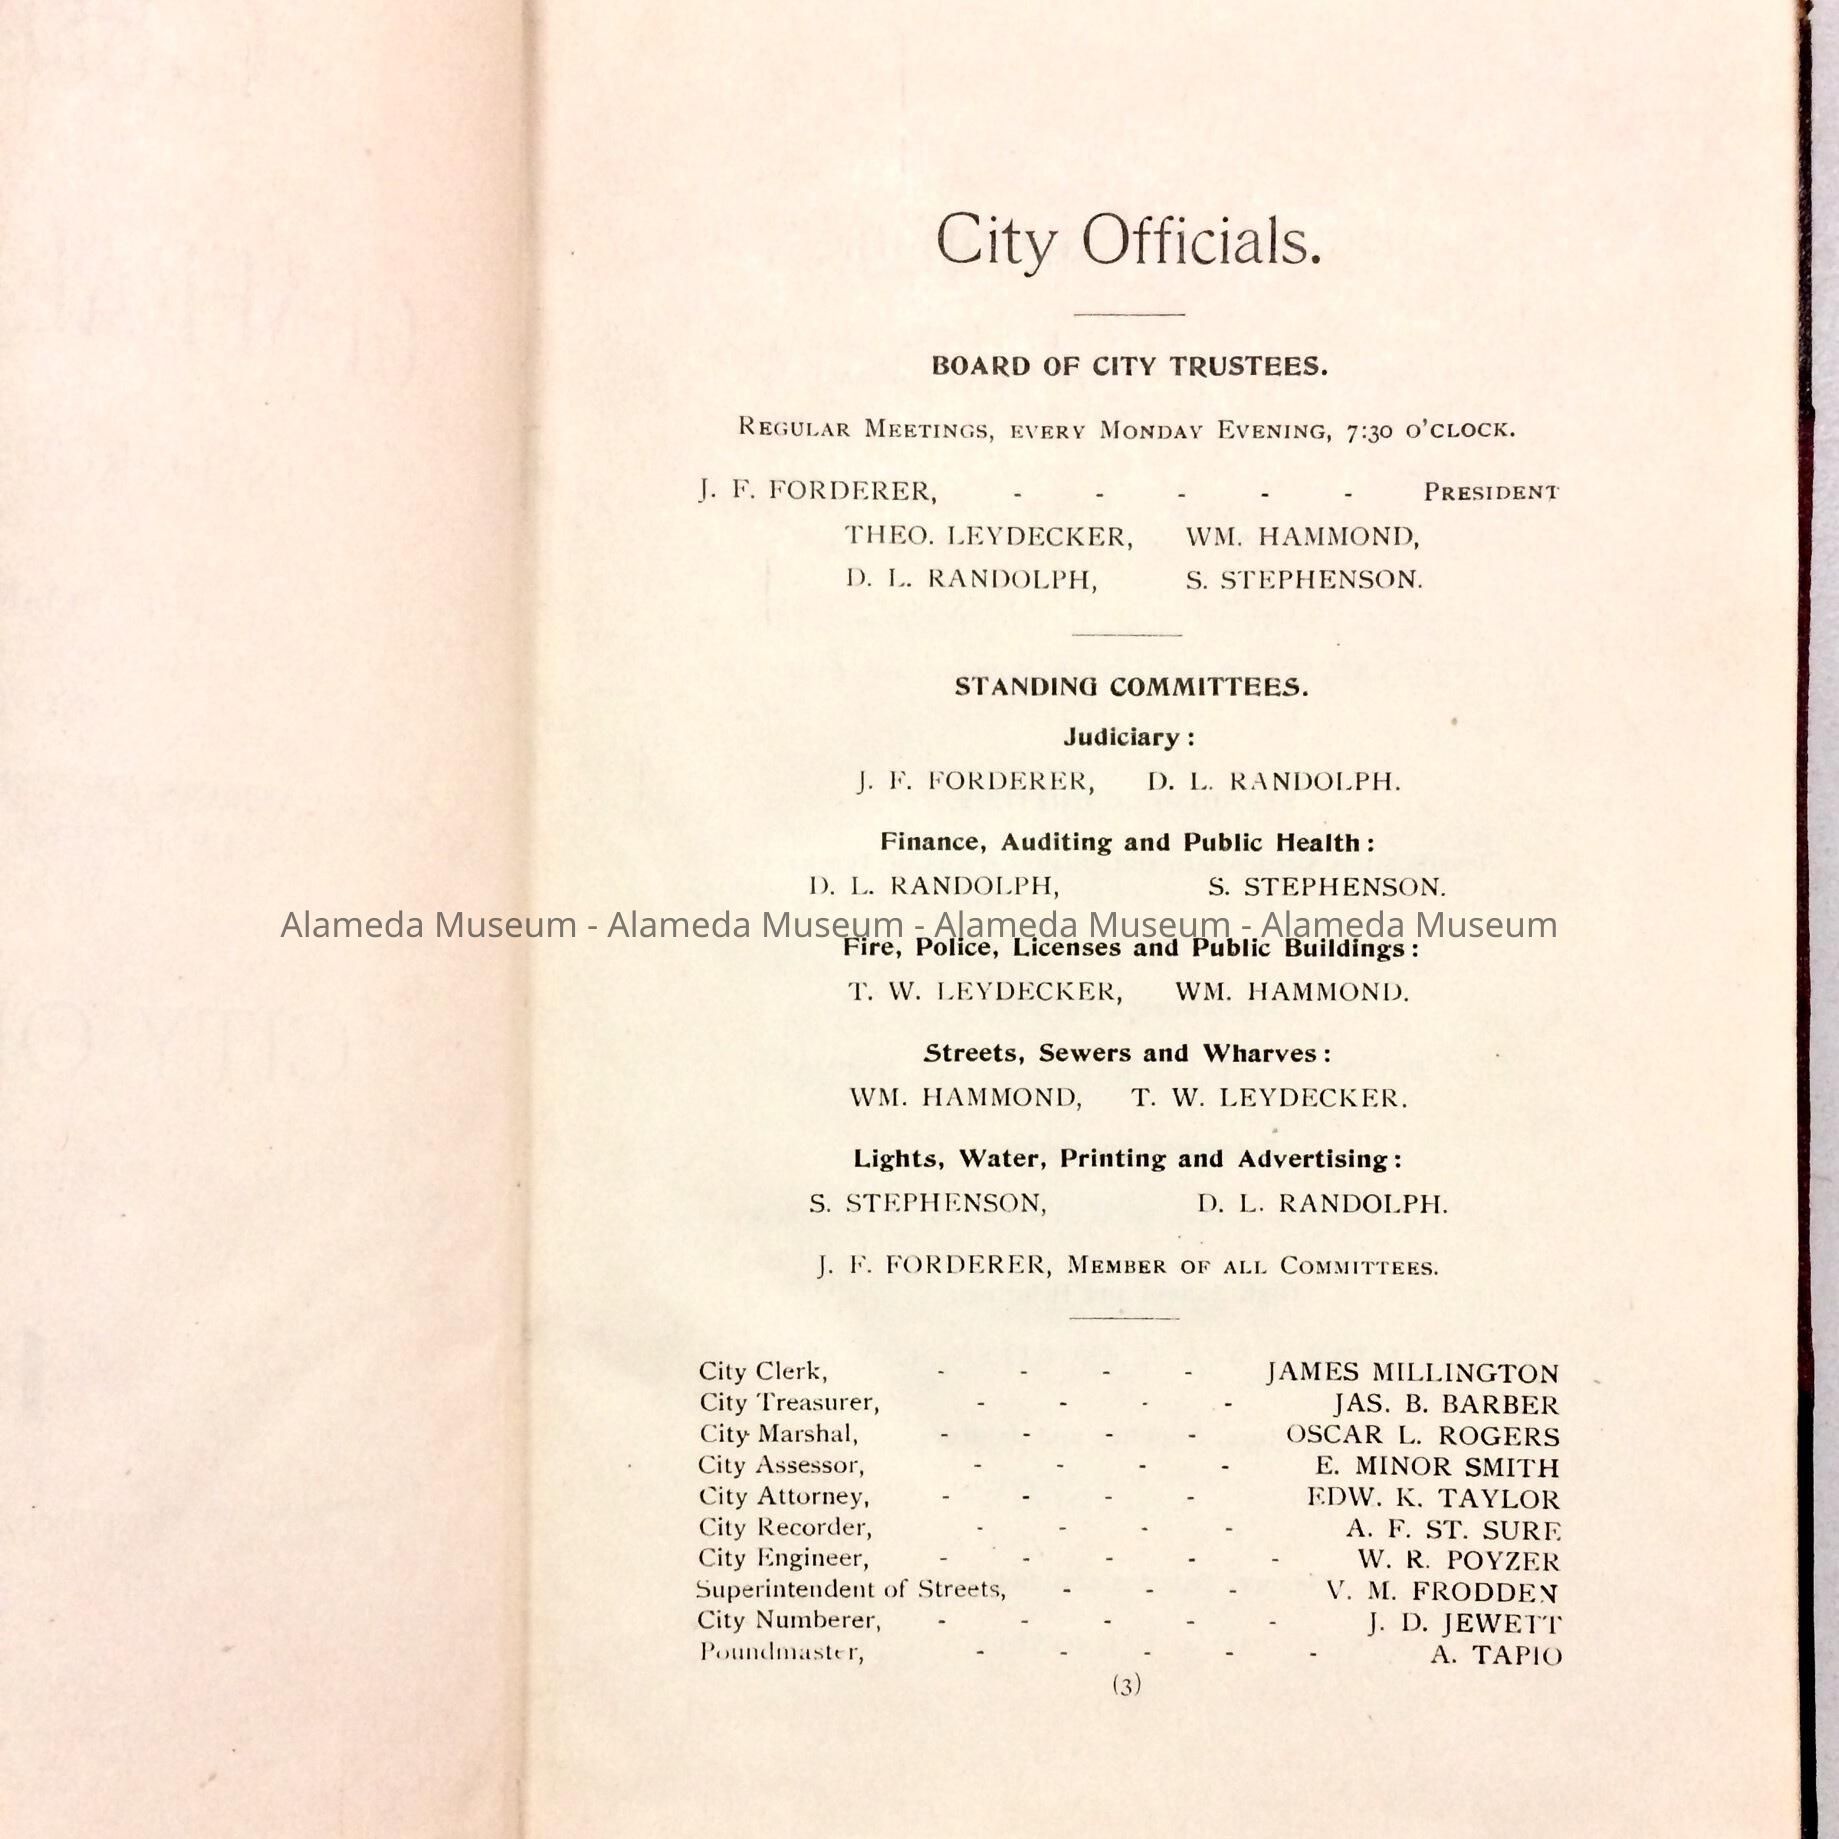 City Officials.
BOARD OF CITY TRUSTEES.
REGULAR MEETINGS, EVERY MONDAY EVENING, 7:30 O'CLOCK.
J. F. FORDERER, - - - - - PRESIDENT
THEO. LEYDECKER, WM. HAMMOND,
D. L. RANDOLPH, S. STEPHENSON.
STANDING COMMITTEES.
Judiciary:
J. F. FORDERER, D. L. RANDOLPH.
Finance, Auditing and Public Health:
D. L. RANDOLPH, S. STEPHENSON.
Alameda Museum - Alameda Museum - Alameda Museum - Alameda Museum
Fire, Police, Licenses and Public Buildings:
T. W. LEYDECKER, WM. HAMMOND.
Streets, Sewers and Wharves:
WM. HAMMOND, T. W. LEYDECKER.
Lights, Water, Printing and Advertising:
S. STEPHENSON, D. L. RANDOLPH.
J. F. FORDERER, MEMBER OF ALL COMMITTEES.
City Clerk, - - - - JAMES MILLINGTON
City Treasurer, - - - - JAS. B. BARBER
City Marshal, - - - - OSCAR L. ROGERS
City Assessor, - - - - E. MINOR SMITH
City Attorney, - - - - EDW. K. TAYLOR
City Recorder, - - - - A. F. ST. SURE
City Engineer, - - - - - W. R. POYZER
Superintendent of Streets, - - - V. M. FRODDEN
City Numberer, - - - - - J. D. JEWETT
Poundmaster, - - - - - A. TAPIO
(3)